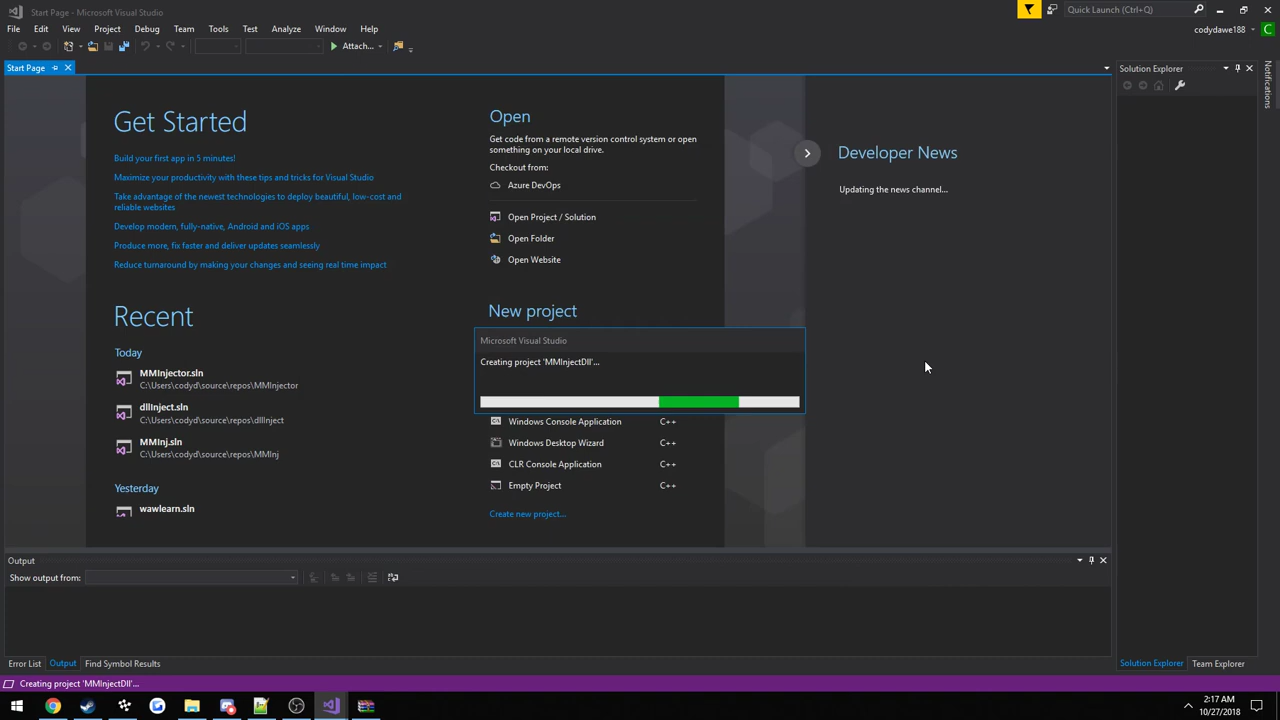 Start Page - Microsoft Visual Studio
Quick Launch (Ctrl+Q)
File Edit View Project Debug Team Tools Test Analyze Window Help
codydawe188 C
Attach...
Start Page
Solution Explorer
Notifications
Get Started
Build your first app in 5 minutes!
Maximize your productivity with these tips and tricks for Visual Studio
Take advantage of the newest technologies to deploy beautiful, low-cost and
reliable websites
Develop modern, fully-native, Android and iOS apps
Produce more, fix faster and deliver updates seamlessly
Reduce turnaround by making your changes and seeing real time impact
Recent
Today
MMInjector.sln
C:\Users\codyd\source\repos\MMInjector
dllInject.sln
C:\Users\codyd\source\repos\dllInject
MMInj.sln
C:\Users\codyd\source\repos\MMInj
Yesterday
wawlearn.sln
Open
Get code from a remote version control system or open
something on your local drive.
Checkout from:
Azure DevOps
Open Project / Solution
Open Folder
Open Website
New project
Microsoft Visual Studio
Creating project 'MMInjectDll'...
Windows Console Application C++
Windows Desktop Wizard C++
CLR Console Application C++
Empty Project C++
Create new project...
Developer News
Updating the news channel...
Output
Show output from:
Error List Output Find Symbol Results
Solution Explorer Team Explorer
Creating project 'MMInjectDll'...
2:17 AM
10/27/2018